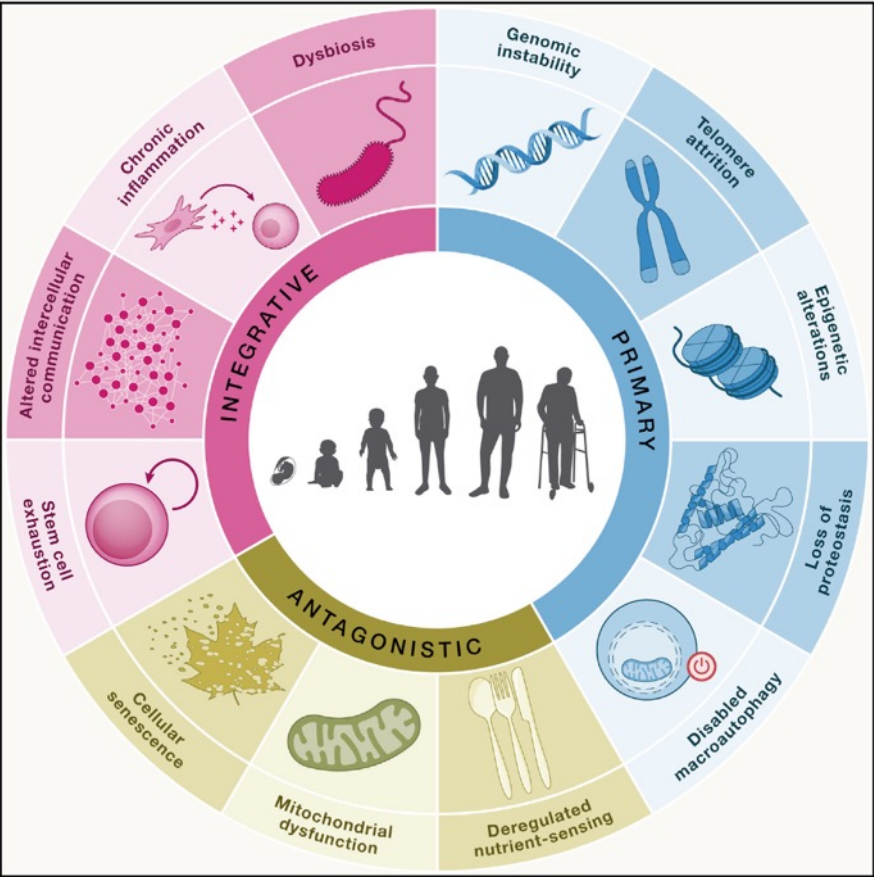 Genomic
instability
Telomere
attrition
Epigenetic
alterations
Loss of
proteostasis
Disabled
macroautophagy
Deregulated
nutrient-sensing
Mitochondrial
dysfunction
Cellular
senescence
Stem cell
exhaustion
Altered intercellular
communication
Chronic
inflammation
Dysbiosis
PRIMARY
ANTAGONISTIC
INTEGRATIVE